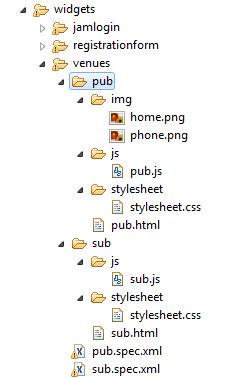 widgets
jamlogin
registrationform
venues
pub
img
home.png
phone.png
js
pub.js
stylesheet
stylesheet.css
pub.html
sub
js
sub.js
stylesheet
stylesheet.css
sub.html
pub.spec.xml
sub.spec.xml